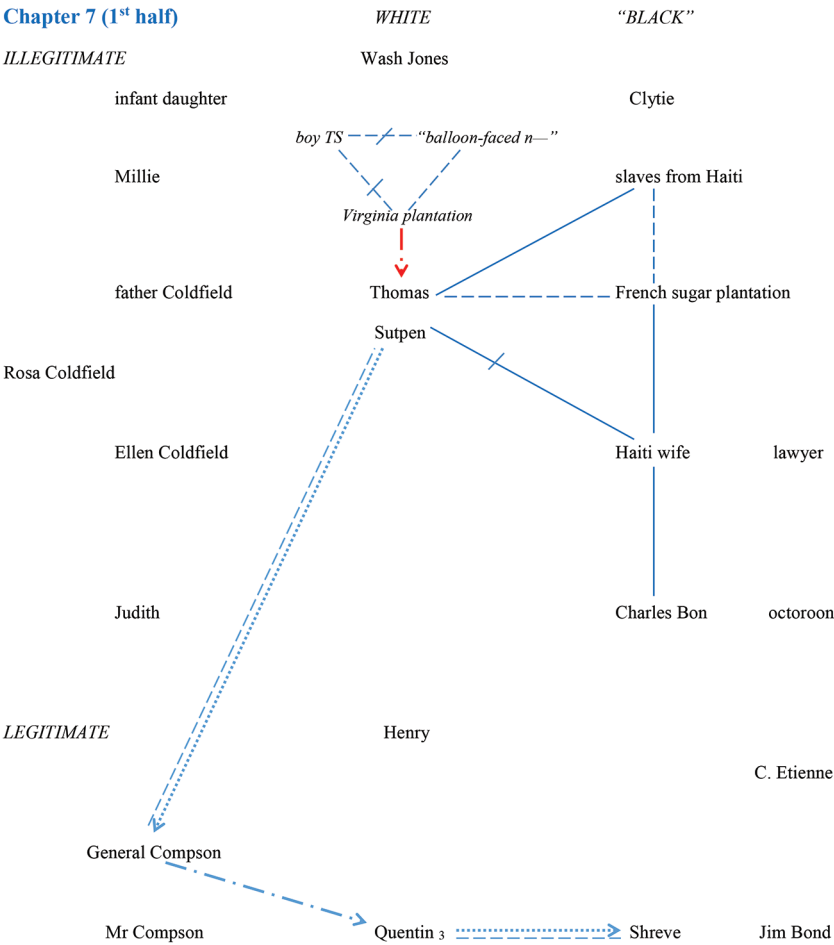 Chapter 7 (1st half) WHITE “BLACK”
ILLEGITIMATE Wash Jones
infant daughter Clytie
boy TS “balloon-faced n—”
Millie slaves from Haiti
Virginia plantation
father Coldfield Thomas French sugar plantation
Sutpen
Rosa Coldfield
Ellen Coldfield Haiti wife lawyer
Judith Charles Bon octoroon
LEGITIMATE Henry
C. Etienne
General Compson
Mr Compson Quentin 3 Shreve Jim Bond